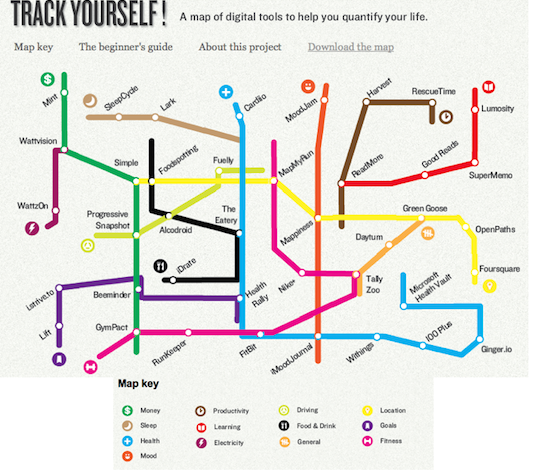 TRACK YOURSELF! A map of digital tools to help you quantify your life.
Map key The beginner's guide About this project Download the map
Mint
SleepCycle
Lark
Cardio
MoodJam
Harvest
RescueTime
Lumosity
Wattvision
Simple
Foodspotting
Fuelly
MapMyRun
ReadMore
Good Reads
SuperMemo
WattzOn
Progressive
Snapshot
Alcodroid
The
Eatery
Mappiness
Green Goose
OpenPaths
Daytum
iDrate
Foursquare
Istrive.to
Beeminder
Health
Rally
Nike+
Tally
Zoo
Microsoft
Health Vault
Lift
GymPact
RunKeeper
FitBit
iMoodJournal
Withings
100 Plus
Ginger.io
Map key
Money
Productivity
Driving
Location
Sleep
Learning
Food & Drink
Goals
Health
Electricity
General
Fitness
Mood